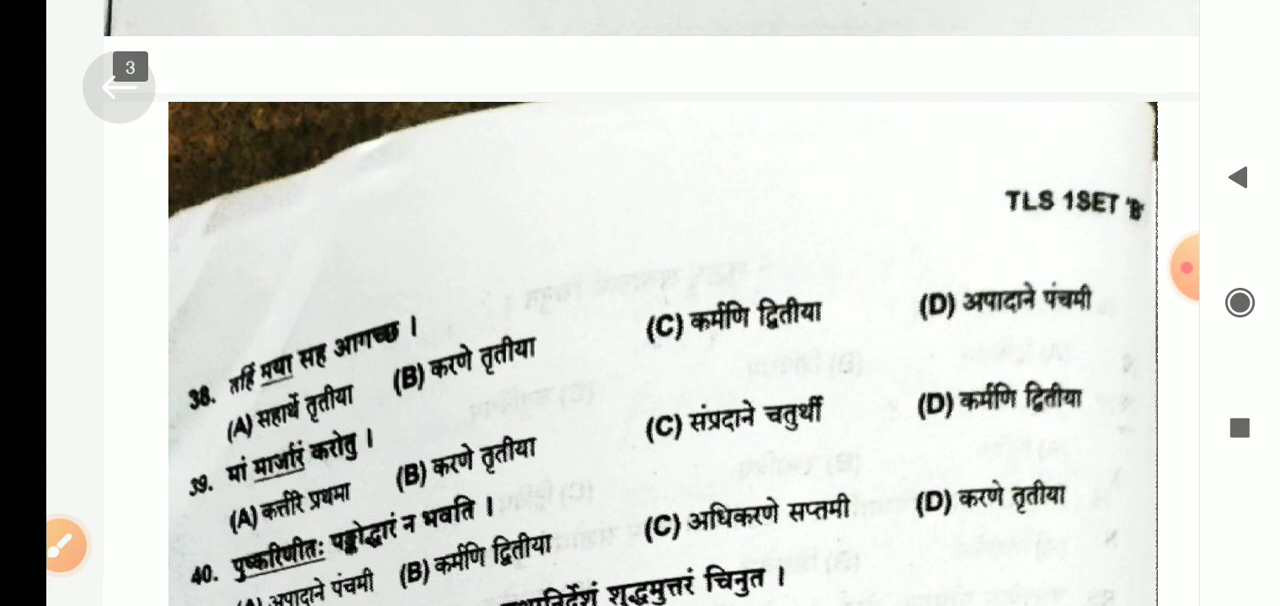 3
TLS 1SET 'B'
38. तर्हि मया सह आगच्छ ।
(A) सहार्थे तृतीया (B) करणे तृतीया (C) कर्मणि द्वितीया (D) अपादाने पंचमी
39. मां मार्जारं करोतु ।
(A) कर्त्तरि प्रथमा (B) करणे तृतीया (C) संप्रदाने चतुर्थी (D) कर्मणि द्वितीया
40. पुष्करिणीतः पङ्कोद्धारं न भवति ।
(A) अपादाने पंचमी (B) कर्मणि द्वितीया (C) अधिकरणे सप्तमी (D) करणे तृतीया
शुद्धमुत्तरं चिनुत ।